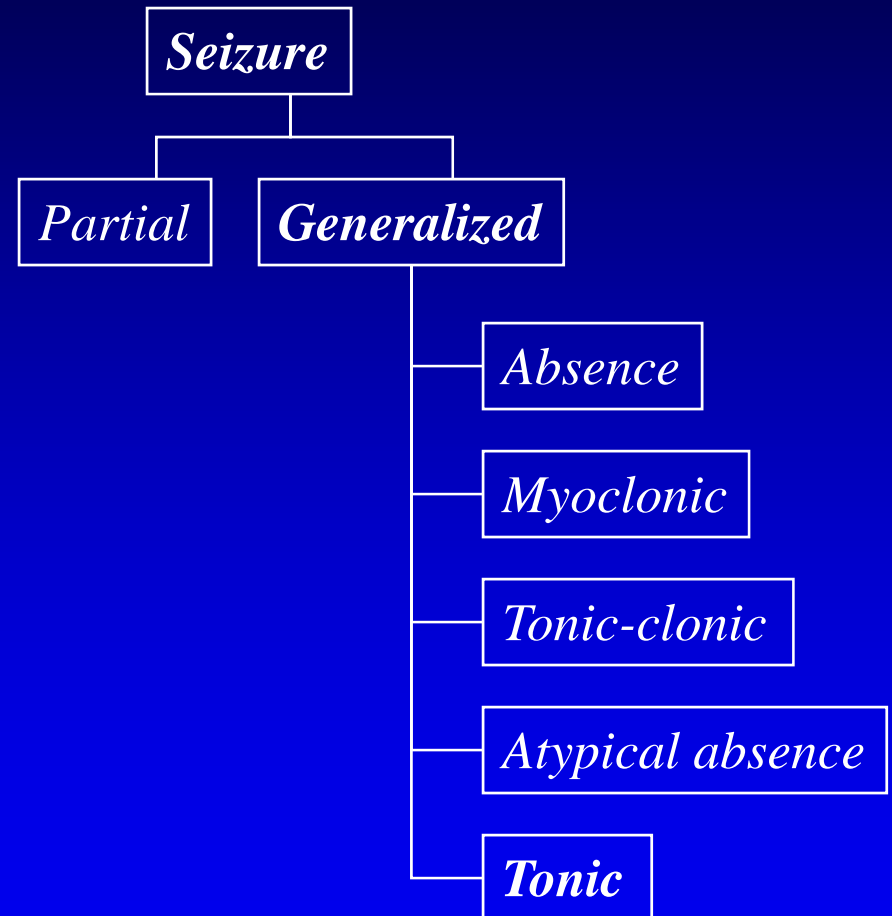 Seizure
Partial
Generalized
Absence
Myoclonic
Tonic-clonic
Atypical absence
Tonic